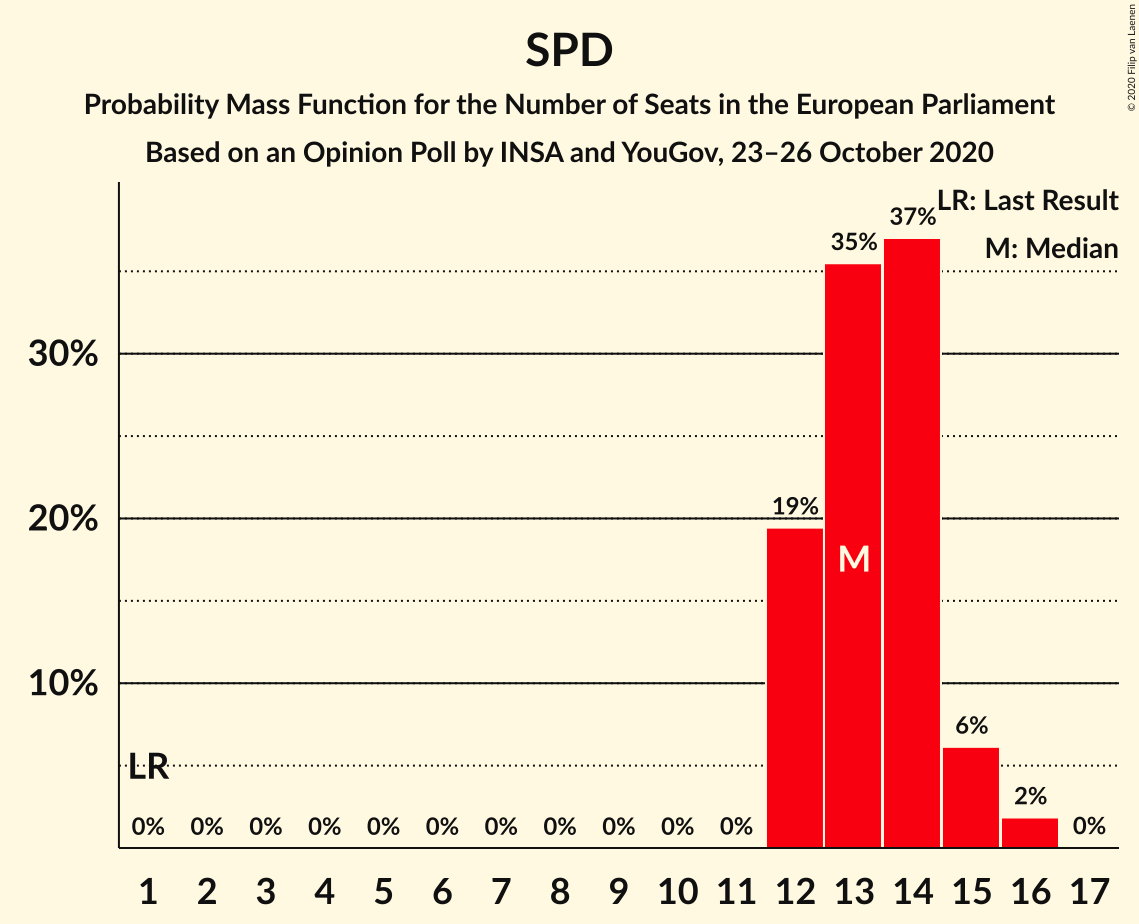 SPD
Probability Mass Function for the Number of Seats in the European Parliament
Based on an Opinion Poll by INSA and YouGov, 23–26 October 2020
© 2020 Filip van Laenen
LR: Last Result
M: Median
37%
35%
30%
19%
20%
M
10%
6%
LR
2%
0% 0% 0% 0% 0% 0% 0% 0% 0% 0% 0% 0%
1 2 3 4 5 6 7 8 9 10 11 12 13 14 15 16 17